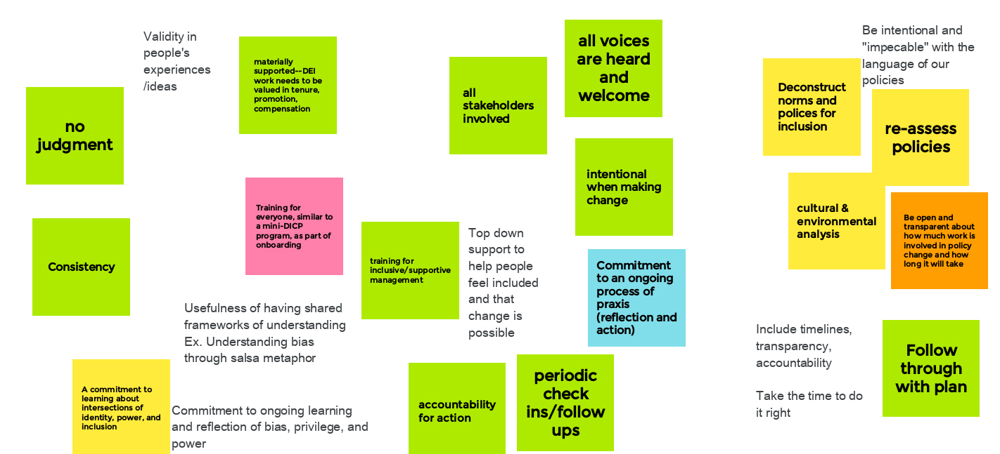 Validity in
people's
experiences
/ideas
materially
supported--DEI
work needs to be
valued in tenure,
promotion,
compensation
all voices
are heard
and
welcome
all
stakeholders
involved
Be intentional and
"impecable" with the
language of our
policies
Deconstruct
norms and
polices for
inclusion
re-assess
policies
no
judgment
intentional
when making
change
cultural &
environmental
analysis
Be open and
transparent about
how much work is
involved in policy
change and how
long it will take
Training for
everyone, similar to
a mini-DICP
program, as part of
onboarding
Consistency
training for
inclusive/supportive
management
Top down
support to
help people
feel included
and that
change is
possible
Commitment
to an ongoing
process of
praxis
(reflection and
action)
Usefulness of having shared
frameworks of understanding
Ex. Understanding bias
through salsa metaphor
Include timelines,
transparency,
accountability
Take the time to do
it right
Follow
through
with plan
A commitment to
learning about
intersections of
identity, power, and
inclusion
Commitment to ongoing learning
and reflection of bias, privilege, and
power
accountability
for action
periodic
check
ins/follow
ups